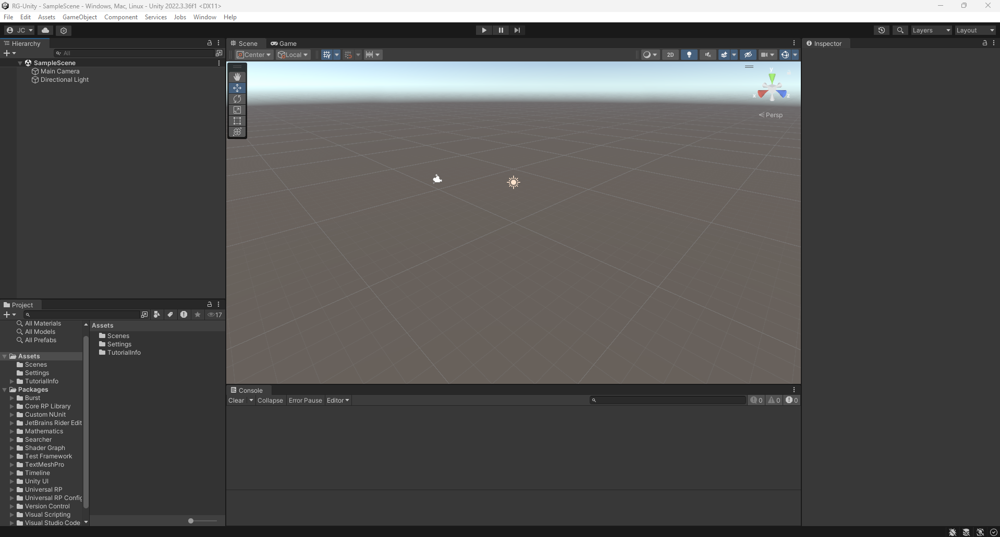 RG-Unity - SampleScene - Windows, Mac, Linux - Unity 2022.3.36f1 <DX11>
File Edit Assets GameObject Component Services Jobs Window Help
JC Layers Layout
Hierarchy
All
SampleScene
Main Camera
Directional Light
Scene Game
Center Local 2D
y
x z
Persp
Inspector
Project
17
All Materials
All Models
All Prefabs
Assets
Scenes
Settings
TutorialInfo
Packages
Burst
Core RP Library
Custom NUnit
JetBrains Rider Edit
Mathematics
Searcher
Shader Graph
Test Framework
TextMeshPro
Timeline
Unity UI
Universal RP
Universal RP Config
Version Control
Visual Scripting
Visual Studio Code
Assets
Scenes
Settings
TutorialInfo
Console
Clear Collapse Error Pause Editor 0 0 0